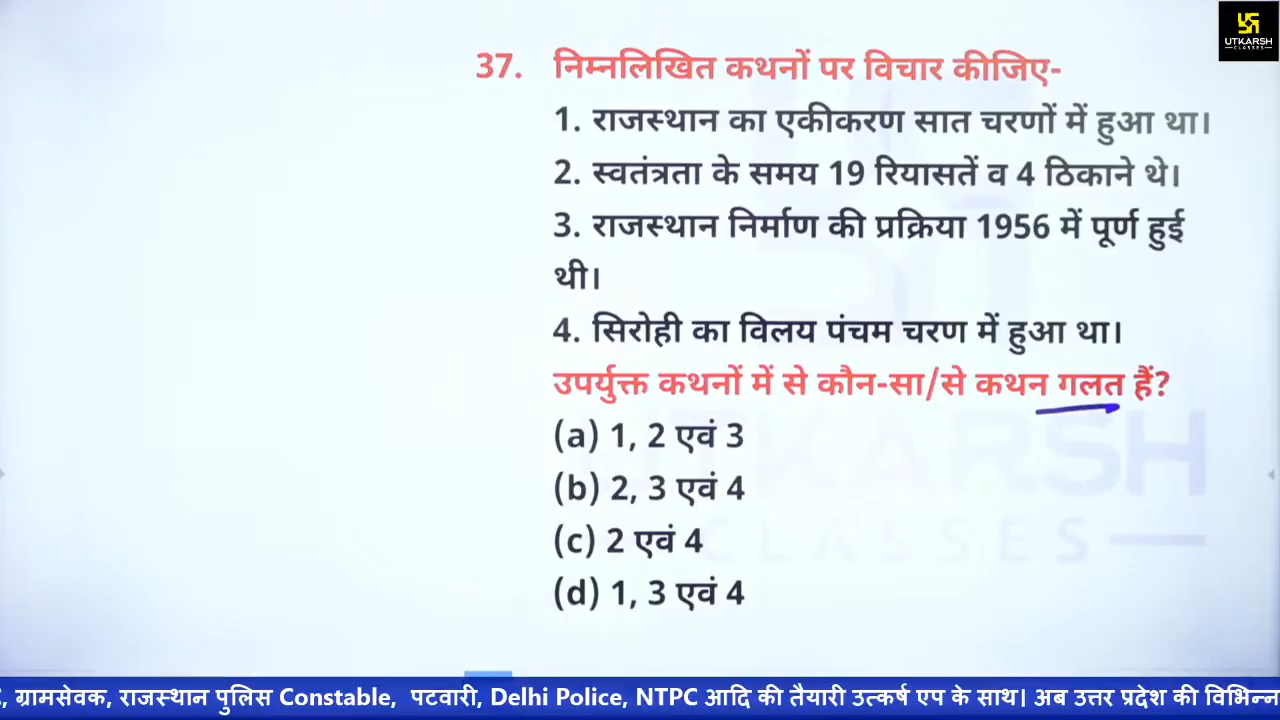 UTKARSH
CLASSES
37. निम्नलिखित कथनों पर विचार कीजिए-
1. राजस्थान का एकीकरण सात चरणों में हुआ था।
2. स्वतंत्रता के समय 19 रियासतें व 4 ठिकाने थे।
3. राजस्थान निर्माण की प्रक्रिया 1956 में पूर्ण हुई
थी।
4. सिरोही का विलय पंचम चरण में हुआ था।
उपर्युक्त कथनों में से कौन-सा/से कथन गलत हैं?
(a) 1, 2 एवं 3
(b) 2, 3 एवं 4
(c) 2 एवं 4
(d) 1, 3 एवं 4
UTKARSH
CLASSES
, ग्रामसेवक, राजस्थान पुलिस Constable, पटवारी, Delhi Police, NTPC आदि की तैयारी उत्कर्ष एप के साथ। अब उत्तर प्रदेश की विभिन्न